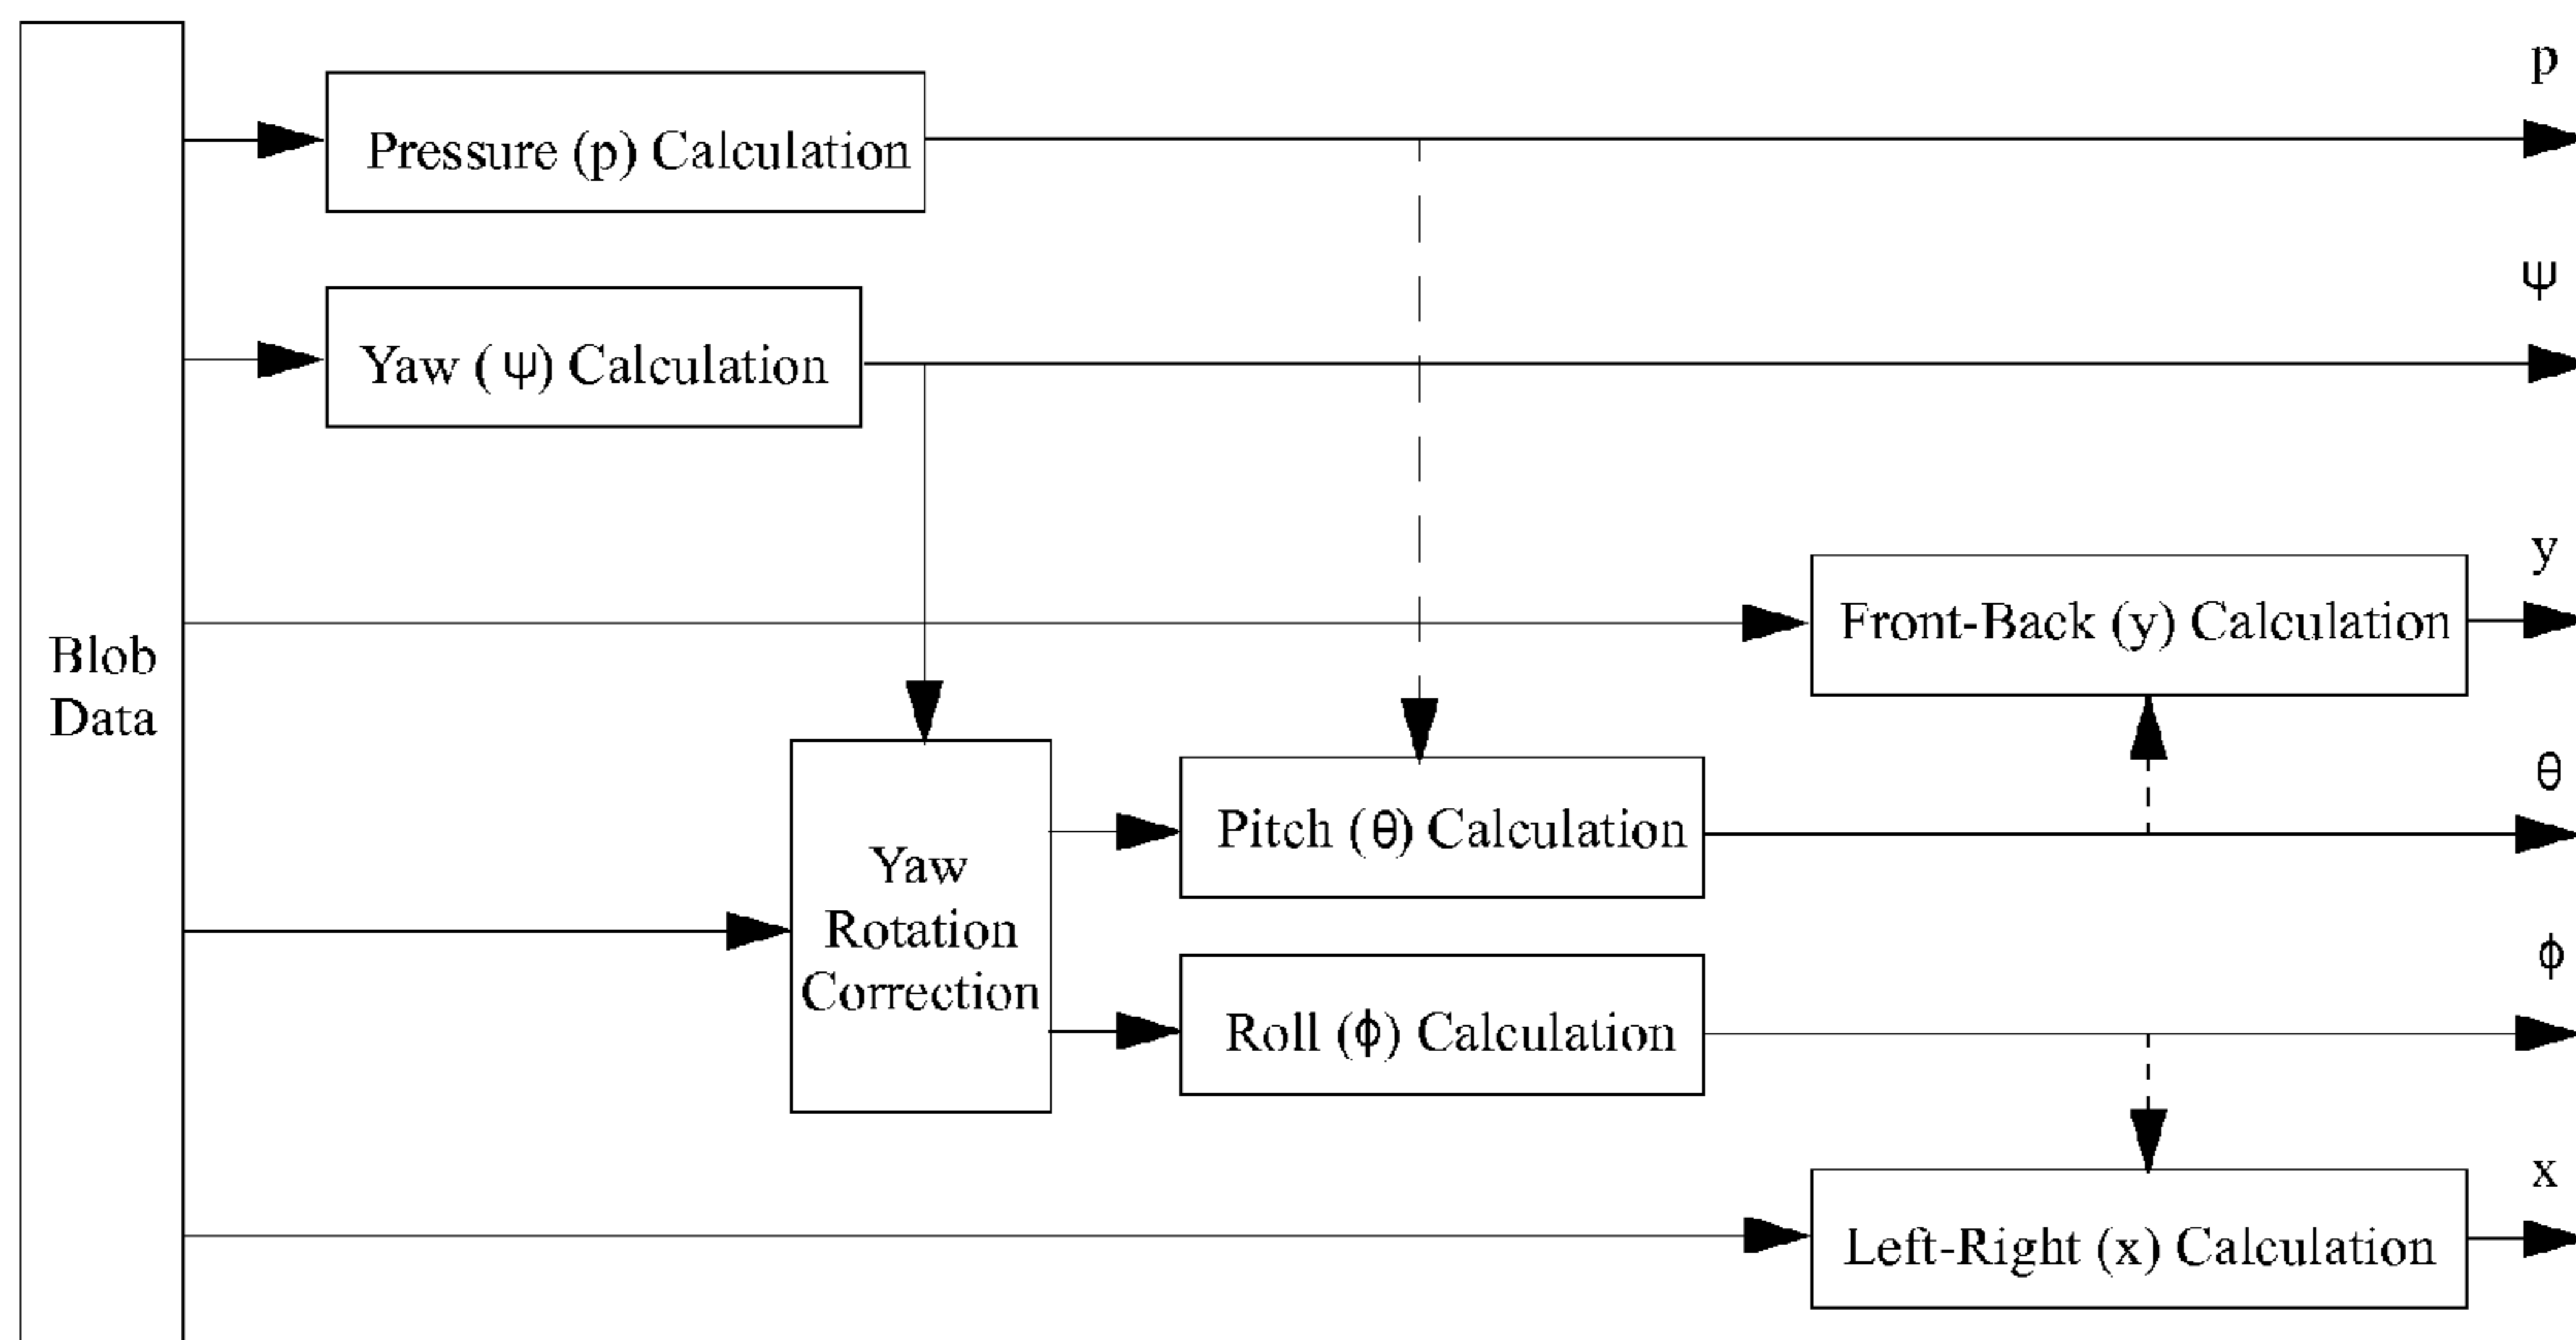 p
Pressure (p) Calculation
ψ
Yaw ( ψ) Calculation
y
Front-Back (y) Calculation
Blob
Data
θ
Pitch (θ) Calculation
Yaw
Rotation
Correction
ϕ
Roll (ϕ) Calculation
x
Left-Right (x) Calculation